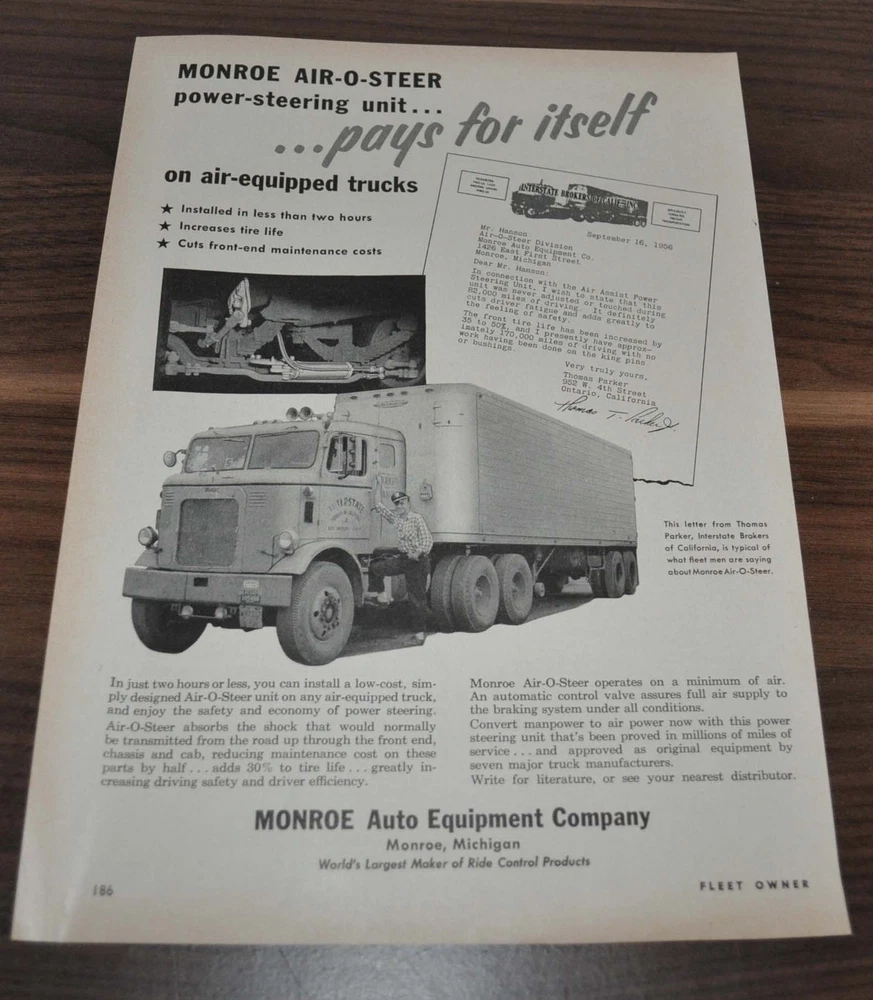 MONROE AIR-O-STEER
power-steering unit...
...pays for itself
on air-equipped trucks
★ Installed in less than two hours
★ Increases tire life
★ Cuts front-end maintenance costs
INTERSTATE BROKERS OF CALIF., INC.
September 16, 1956
Mr. Hanson
Air-O-Steer Division
Monroe Auto Equipment Co.
1426 East First Street
Monroe, Michigan
Dear Mr. Hanson:
In connection with the Air Assist Power
Steering Unit, I wish to state that this
unit was never adjusted or touched during
82,000 miles of driving. It definitely
cuts driver fatigue and adds greatly to
the feeling of safety.
The front tire life has been increased by
35 to 50%, and I presently have approx-
imately 170,000 miles of driving with no
work having been done on the king pins
or bushings.
Very truly yours,
Thomas Parker
952 W. 4th Street
Ontario, California
Thomas T. Parker
INTERSTATE
This letter from Thomas
Parker, Interstate Brokers
of California, is typical of
what fleet men are saying
about Monroe Air-O-Steer.
In just two hours or less, you can install a low-cost, sim-
ply designed Air-O-Steer unit on any air-equipped truck,
and enjoy the safety and economy of power steering.
Air-O-Steer absorbs the shock that would normally
be transmitted from the road up through the front end,
chassis and cab, reducing maintenance cost on these
parts by half...adds 30% to tire life...greatly in-
creasing driving safety and driver efficiency.
Monroe Air-O-Steer operates on a minimum of air.
An automatic control valve assures full air supply to
the braking system under all conditions.
Convert manpower to air power now with this power
steering unit that's been proved in millions of miles of
service...and approved as original equipment by
seven major truck manufacturers.
Write for literature, or see your nearest distributor.
MONROE Auto Equipment Company
Monroe, Michigan
World's Largest Maker of Ride Control Products
186
FLEET OWNER